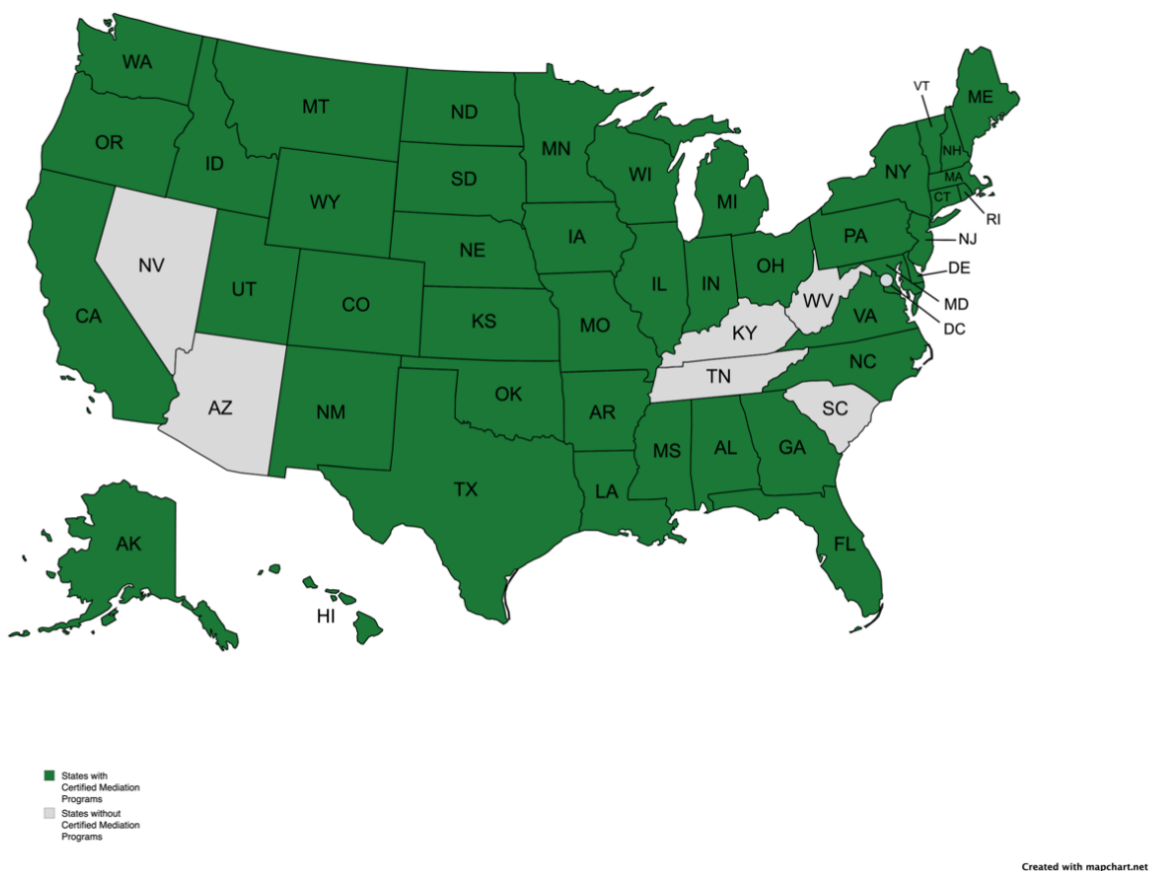 WA
MT
ND
MN
VT
ME
OR
ID
SD
WI
NY
NH
MA
WY
MI
CT
RI
NE
IA
PA
NJ
NV
UT
CO
IL
IN
OH
DE
MD
CA
KS
MO
WV
VA
DC
KY
NC
TN
AZ
NM
OK
AR
SC
MS
AL
GA
TX
LA
AK
FL
HI
States with
Certified Mediation
Programs
States without
Certified Mediation
Programs
Created with mapchart.net